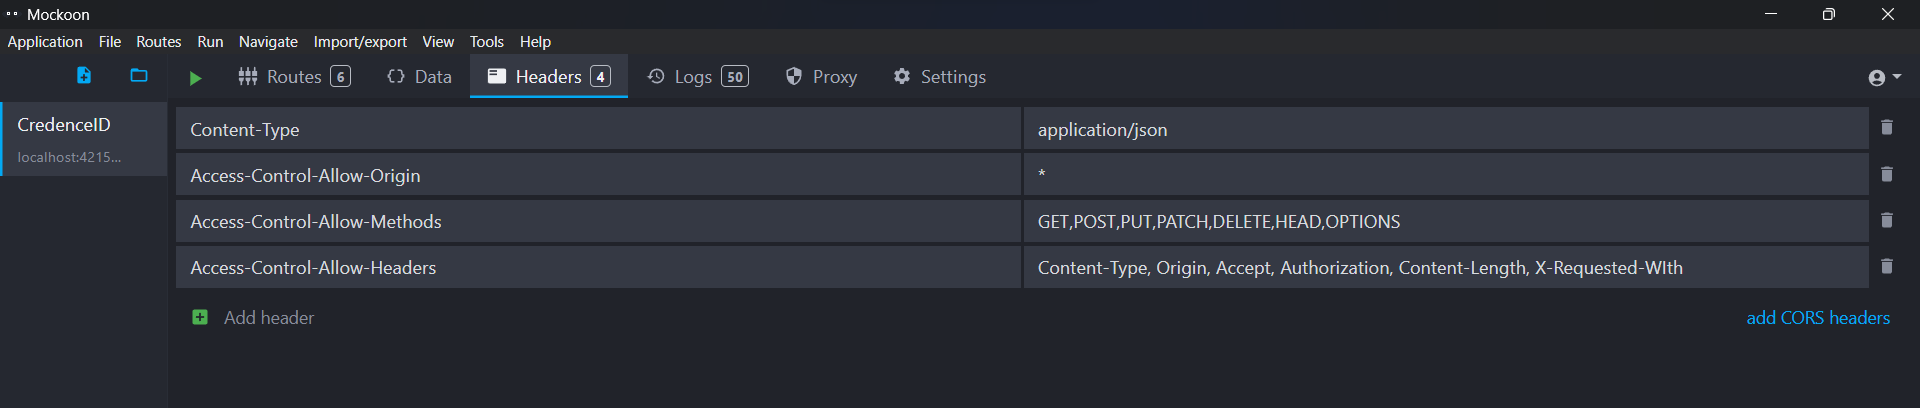 Mockoon
Application File Routes Run Navigate Import/export View Tools Help
Routes 6 Data Headers 4 Logs 50 Proxy Settings
CredenceID
localhost:4215...
Content-Type application/json
Access-Control-Allow-Origin *
Access-Control-Allow-Methods GET,POST,PUT,PATCH,DELETE,HEAD,OPTIONS
Access-Control-Allow-Headers Content-Type, Origin, Accept, Authorization, Content-Length, X-Requested-WIth
Add header add CORS headers